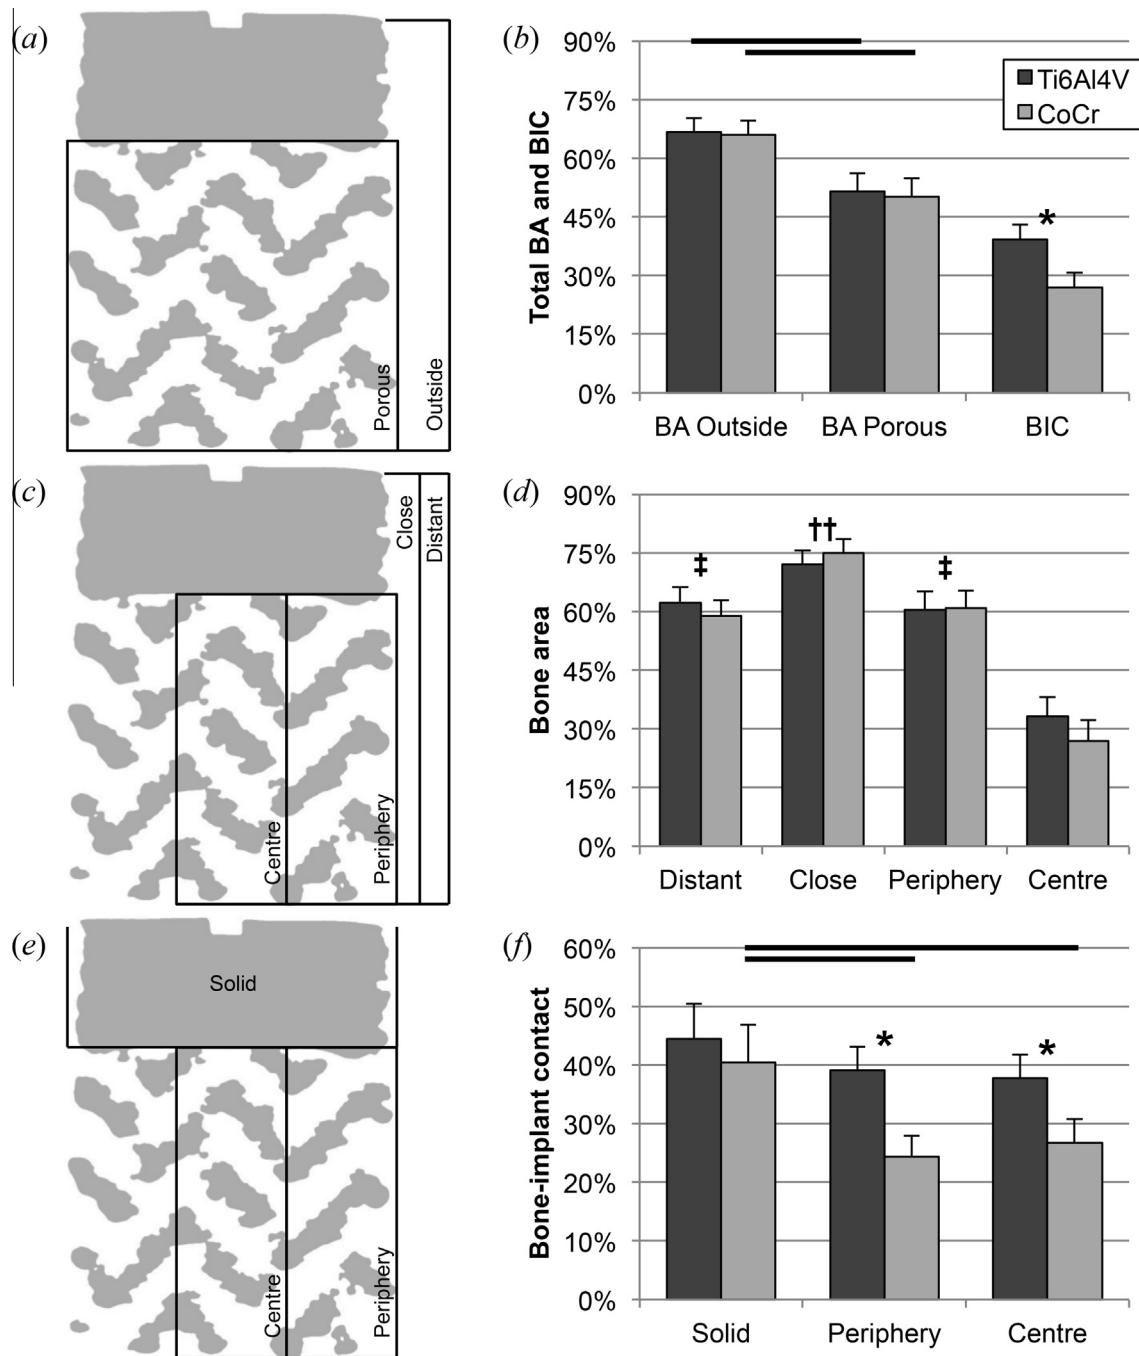 (a)
Porous
Outside
(b)
Total BA and BIC
90%
75%
60%
45%
30%
15%
0%
Ti6Al4V
CoCr
*
BA Outside
BA Porous
BIC
(c)
Close
Distant
Centre
Periphery
(d)
Bone area
90%
75%
60%
45%
30%
15%
0%
‡
††
‡
Distant
Close
Periphery
Centre
(e)
Solid
Centre
Periphery
(f)
Bone-implant contact
60%
50%
40%
30%
20%
10%
0%
*
*
Solid
Periphery
Centre